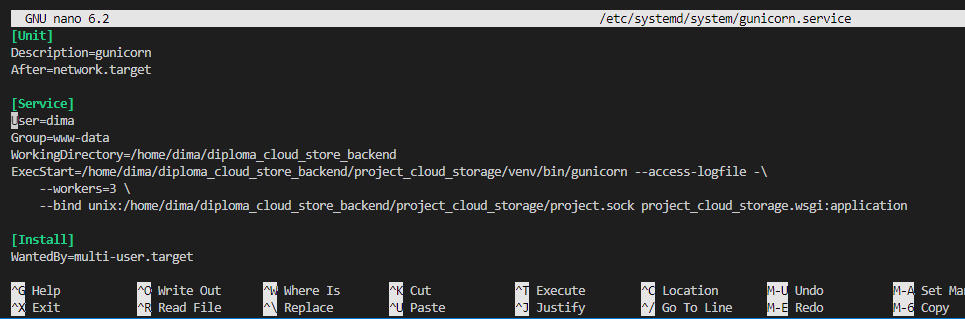 GNU nano 6.2 /etc/systemd/system/gunicorn.service
[Unit]
Description=gunicorn
After=network.target
[Service]
User=dima
Group=www-data
WorkingDirectory=/home/dima/diploma_cloud_store_backend
ExecStart=/home/dima/diploma_cloud_store_backend/project_cloud_storage/venv/bin/gunicorn --access-logfile -\
--workers=3 \
--bind unix:/home/dima/diploma_cloud_store_backend/project_cloud_storage/project.sock project_cloud_storage.wsgi:application
[Install]
WantedBy=multi-user.target
^G Help ^O Write Out ^W Where Is ^K Cut ^T Execute ^C Location M-U Undo M-A Set Ma
^X Exit ^R Read File ^\ Replace ^U Paste ^J Justify ^/ Go To Line M-E Redo M-6 Copy